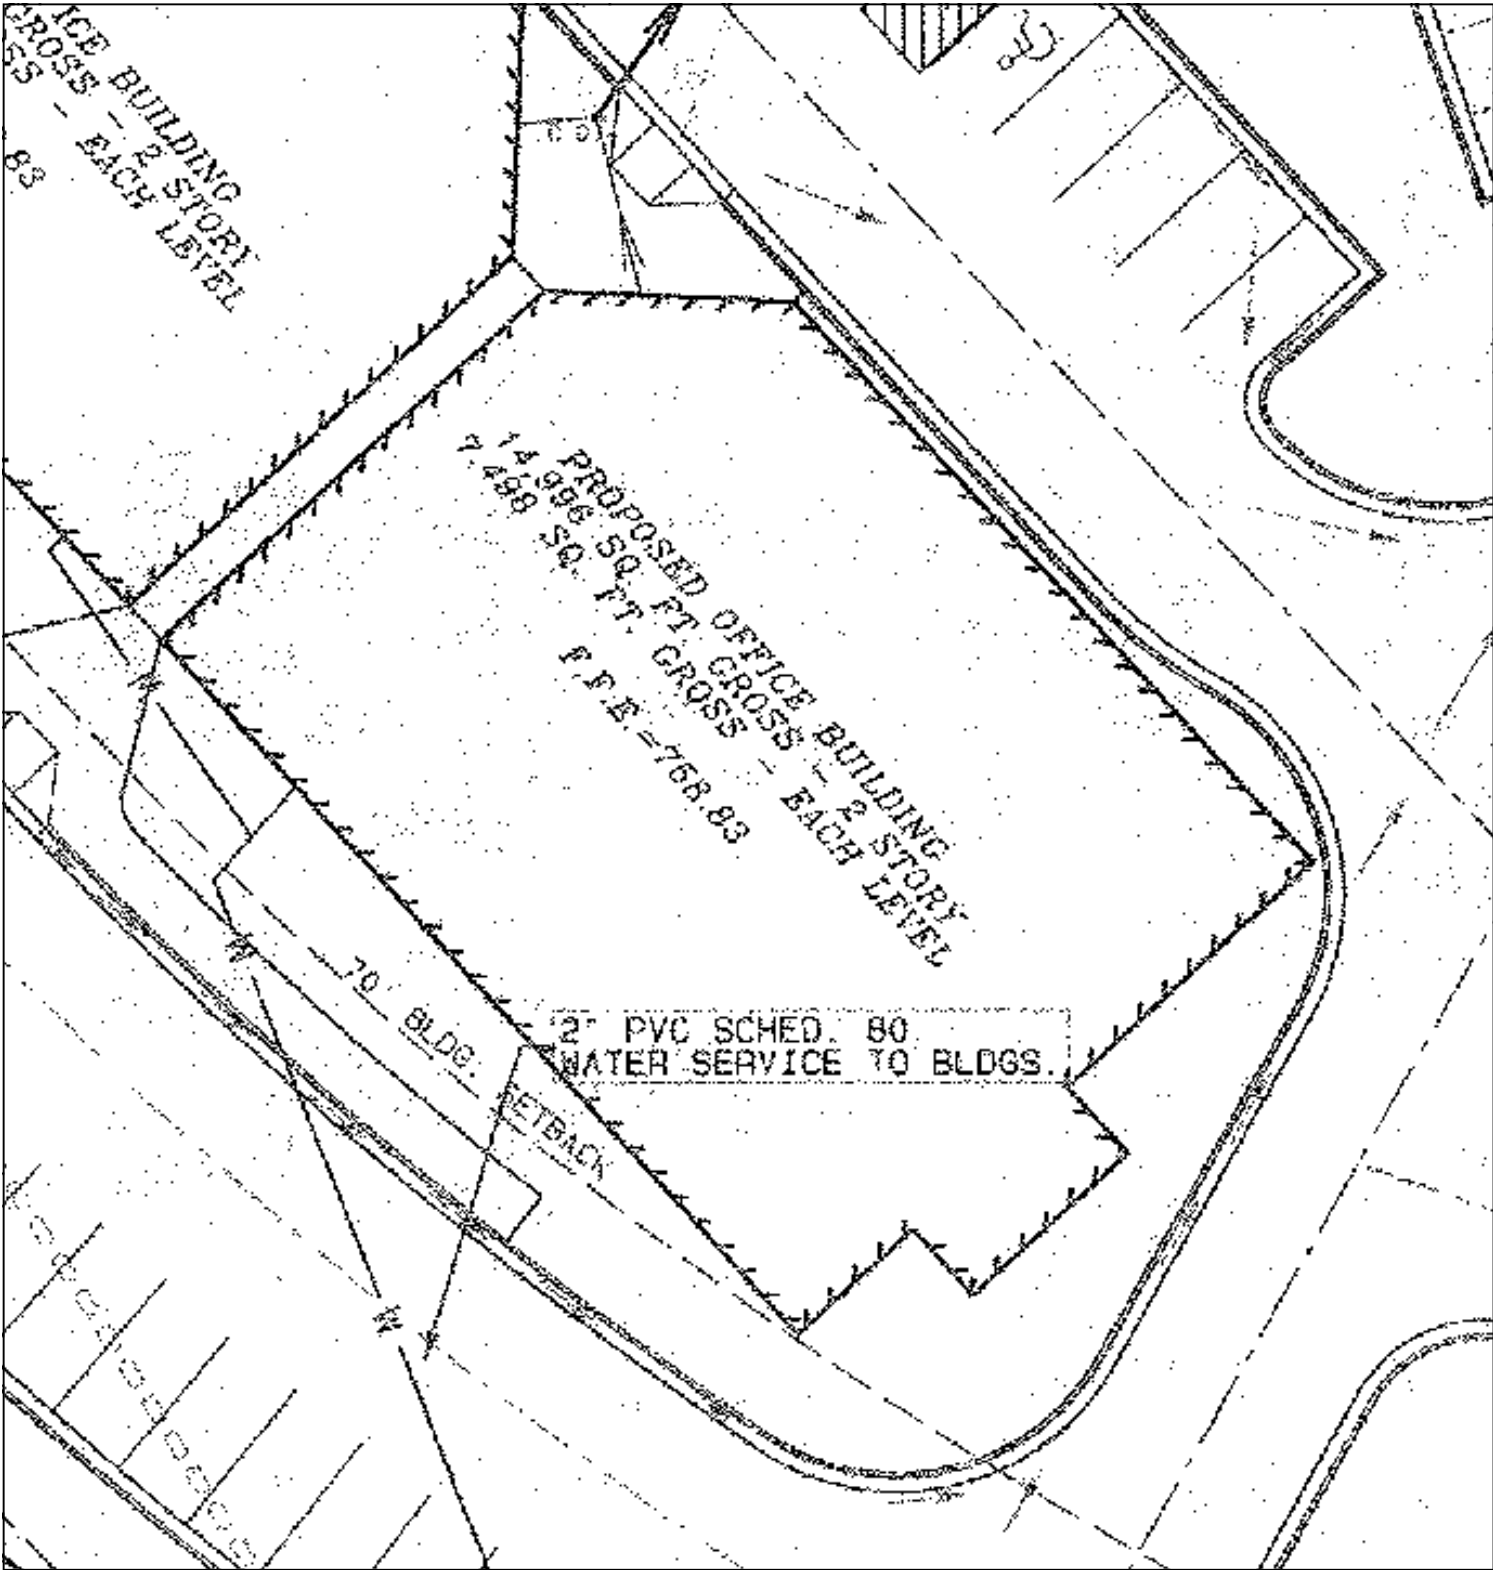 ICE BUILDING
GROSS - 2 STORY
SS - EACH LEVEL
83
PROPOSED OFFICE BUILDING
14,996 SQ. FT. GROSS - 2 STORY
7,498 SQ. FT. GROSS - EACH LEVEL
F.F.E.=768.83
W
W
70' BLDG. SETBACK
2" PVC SCHED. 80
WATER SERVICE TO BLDGS.
W